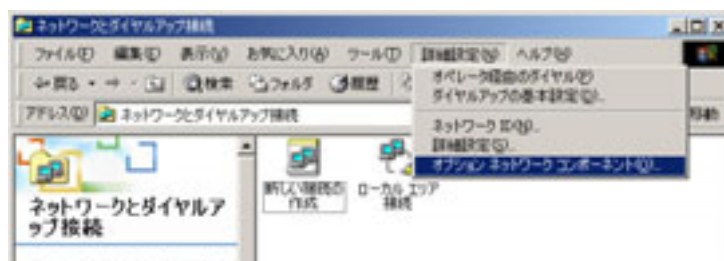 ネットワークとダイヤルアップ接続
ファイル(F) 編集(E) 表示(V) お気に入り(A) ツール(T) 詳細設定(N) ヘルプ(H)
戻る 検索 フォルダ 履歴
オペレータ経由のダイヤル(P)
ダイヤルアップの基本設定(D)...
アドレス(D) ネットワークとダイヤルアップ接続 移動
ネットワーク ID(N)...
詳細設定(S)...
オプション ネットワーク コンポーネント(O)...
新しい接続の
作成
ローカル エリア
接続
ネットワークとダイヤルア
ップ接続